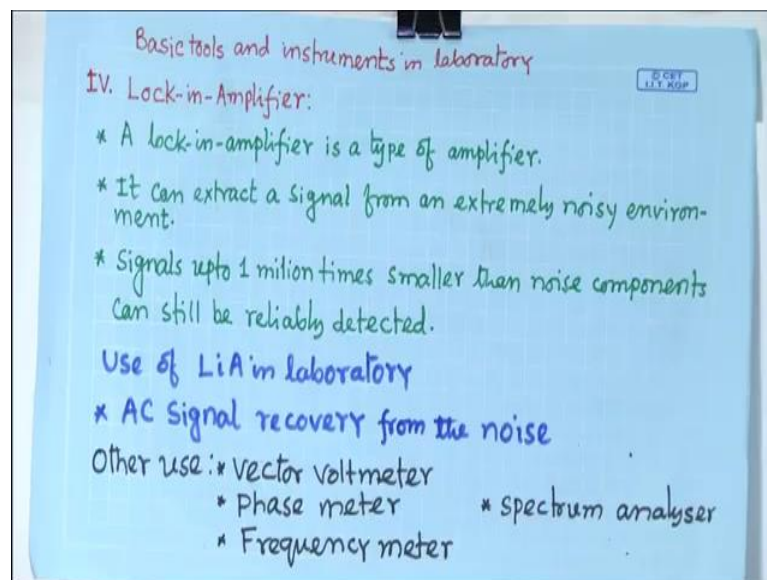 Basic tools and instruments in laboratory
© CET
I.I.T. KGP
IV. Lock-in-Amplifier:
* A lock-in-amplifier is a type of amplifier.
* It can extract a signal from an extremely noisy environ-
ment.
* Signals upto 1 milion times smaller than noise components
can still be reliably detected.
Use of LiA in laboratory
* AC Signal recovery from the noise
Other use: * Vector voltmeter
* Phase meter * spectrum analyser
* Frequency meter